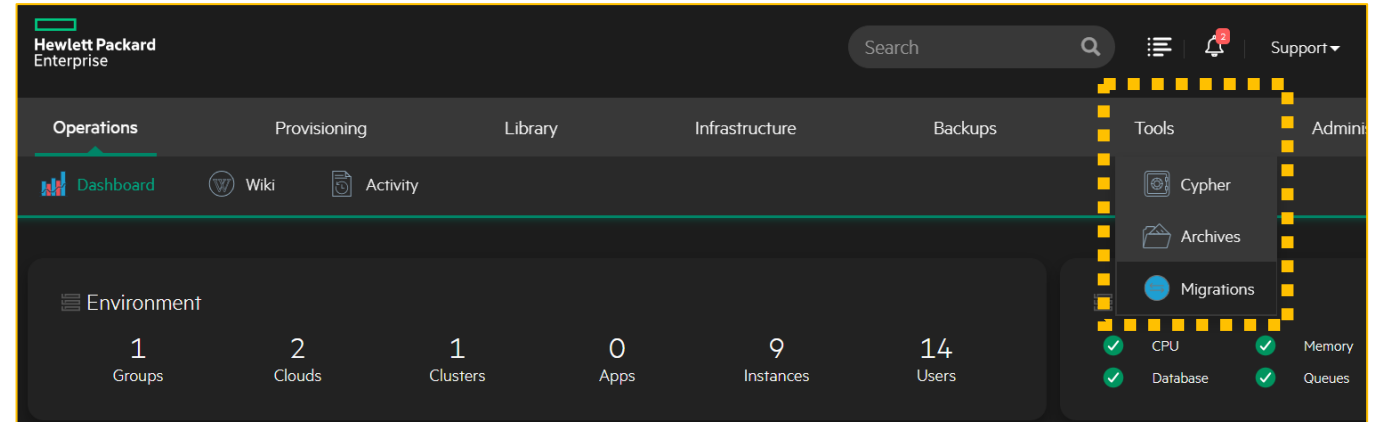 Hewlett Packard
Enterprise
Search
2
Support
Operations Provisioning Library Infrastructure Backups Tools
Dashboard W Wiki Activity Cypher
Archives
Environment Migrations
1 2 1 0 9 14
Groups Clouds Clusters Apps Instances Users
CPU Memory
Database Queues